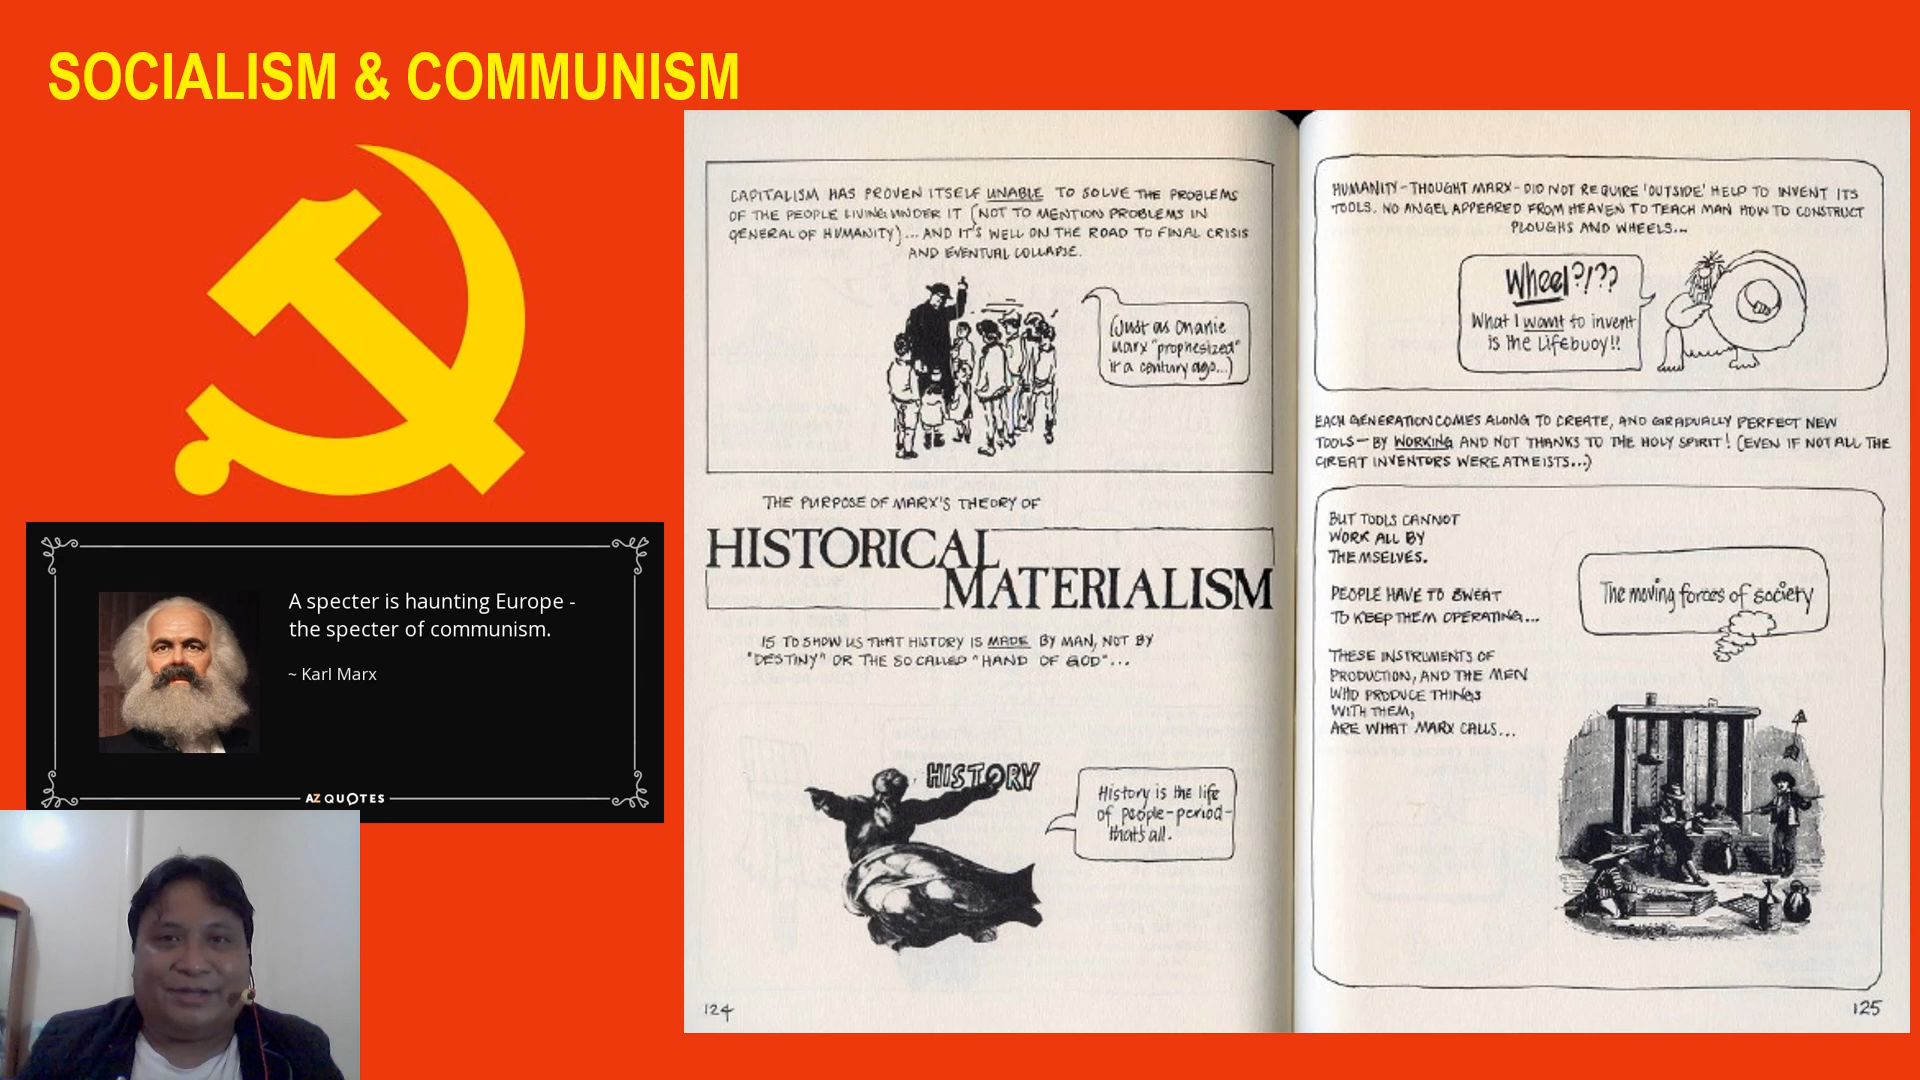 SOCIALISM & COMMUNISM
A specter is haunting Europe -
the specter of communism.
~ Karl Marx
AZ QUOTES
CAPITALISM HAS PROVEN ITSELF UNABLE TO SOLVE THE PROBLEMS
OF THE PEOPLE LIVING UNDER IT (NOT TO MENTION PROBLEMS IN
GENERAL OF HUMANITY)... AND IT'S WELL ON THE ROAD TO FINAL CRISIS
AND EVENTUAL COLLAPSE.
(Just as Charlie
Marx "prophesized"
it a century ago...)
THE PURPOSE OF MARX'S THEORY OF
HISTORICAL
MATERIALISM
IS TO SHOW US THAT HISTORY IS MADE BY MAN, NOT BY
"DESTINY" OR THE SO CALLED "HAND OF GOD"...
HISTORY
History is the life
of people-period-
that's all.
124
HUMANITY-THOUGHT MARX-DID NOT REQUIRE 'OUTSIDE' HELP TO INVENT ITS
TOOLS. NO ANGEL APPEARED FROM HEAVEN TO TEACH MAN HOW TO CONSTRUCT
PLOUGHS AND WHEELS...
Wheel?!??
What I want to invent
is the Lifebuoy!!
EACH GENERATION COMES ALONG TO CREATE, AND GRADUALLY PERFECT NEW
TOOLS-BY WORKING AND NOT THANKS TO THE HOLY SPIRIT! (EVEN IF NOT ALL THE
GREAT INVENTORS WERE ATHEISTS...)
BUT TOOLS CANNOT
WORK ALL BY
THEMSELVES.
PEOPLE HAVE TO SWEAT
TO KEEP THEM OPERATING...
THESE INSTRUMENTS OF
PRODUCTION, AND THE MEN
WHO PRODUCE THINGS
WITH THEM,
ARE WHAT MARX CALLS...
The moving forces of society
125